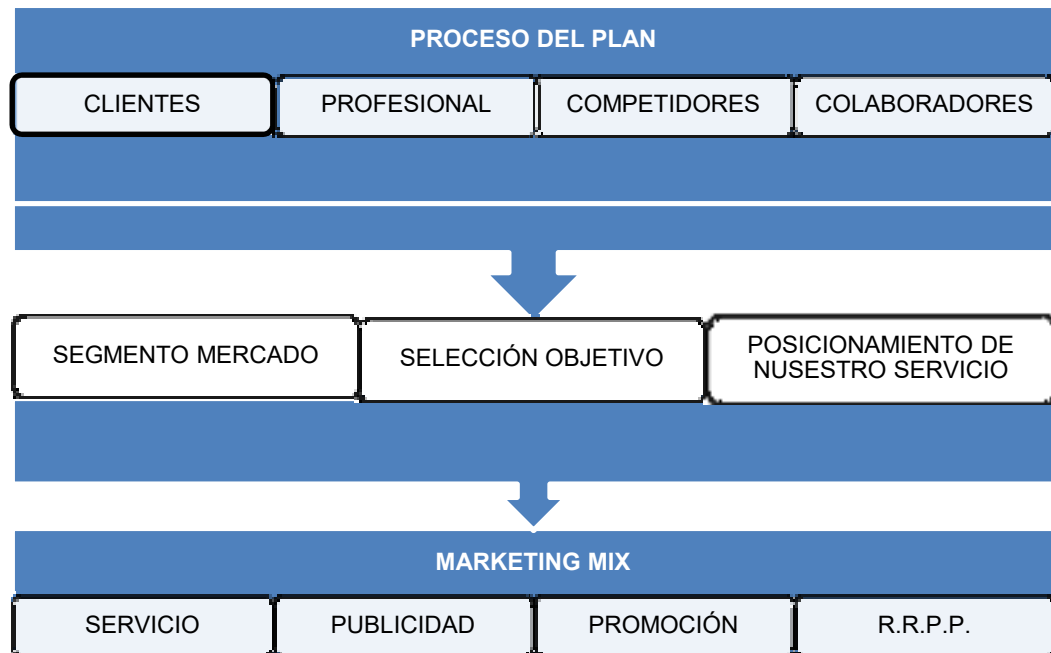 PROCESO DEL PLAN
CLIENTES
PROFESIONAL
COMPETIDORES
COLABORADORES
SEGMENTO MERCADO
SELECCIÓN OBJETIVO
POSICIONAMIENTO DE
NUSESTRO SERVICIO
MARKETING MIX
SERVICIO
PUBLICIDAD
PROMOCIÓN
R.R.P.P.